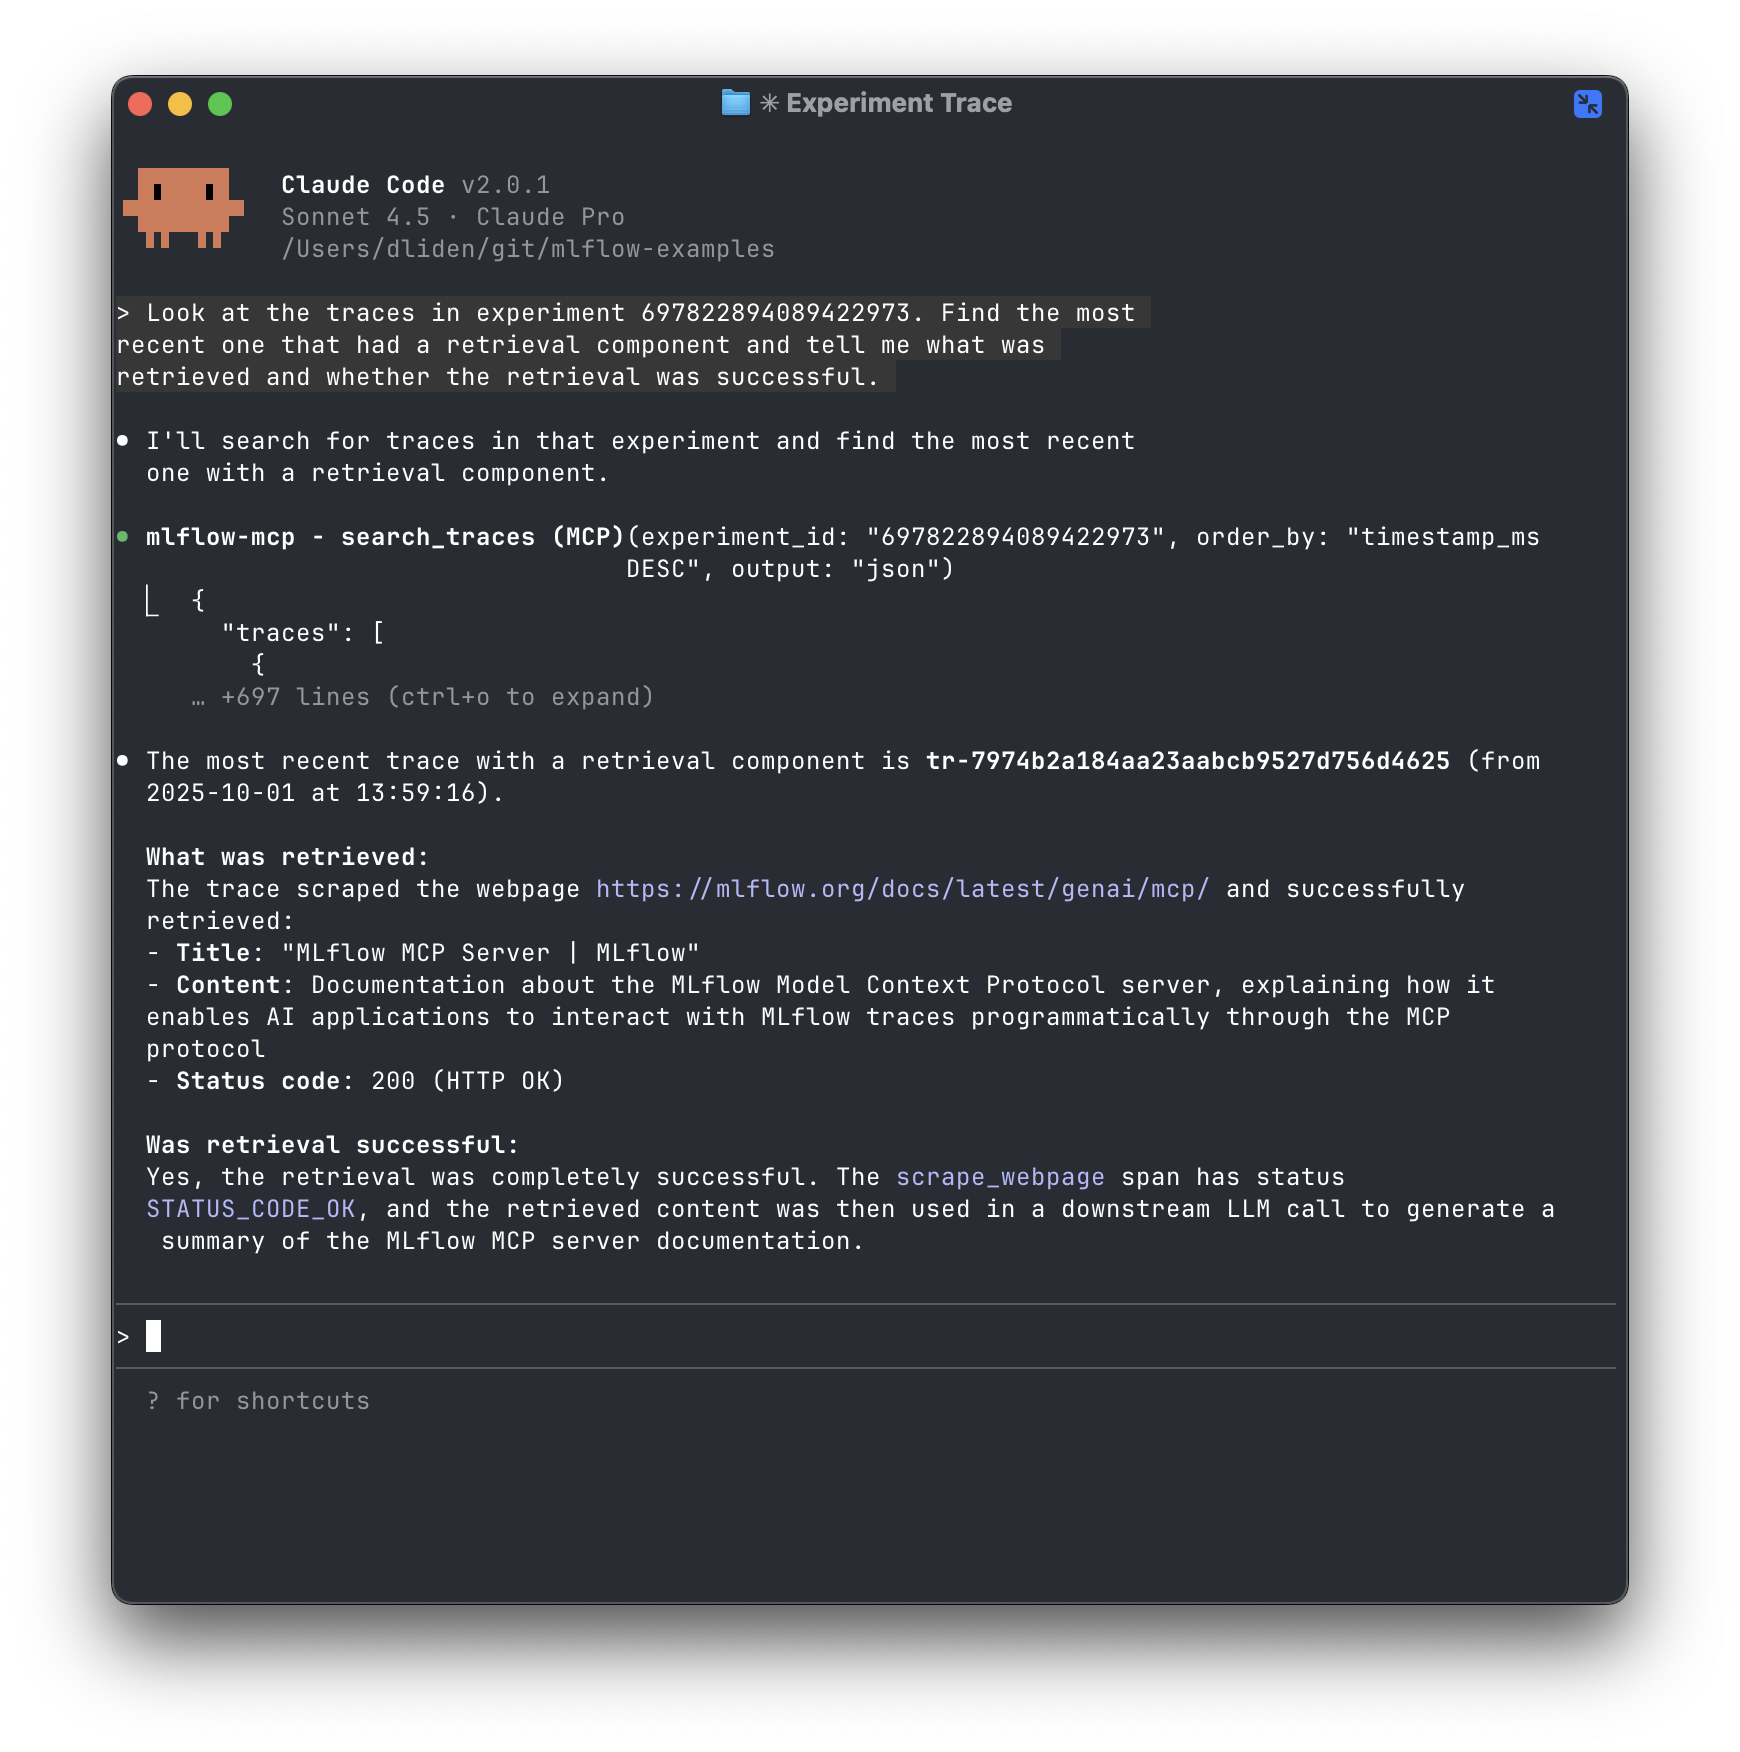 ✳ Experiment Trace
Claude Code v2.0.1
Sonnet 4.5 · Claude Pro
/Users/dliden/git/mlflow-examples
> Look at the traces in experiment 697822894089422973. Find the most
recent one that had a retrieval component and tell me what was
retrieved and whether the retrieval was successful.
● I'll search for traces in that experiment and find the most recent
one with a retrieval component.
● mlflow-mcp - search_traces (MCP)(experiment_id: "697822894089422973", order_by: "timestamp_ms
DESC", output: "json")
⎿ {
"traces": [
{
… +697 lines (ctrl+o to expand)
● The most recent trace with a retrieval component is tr-7974b2a184aa23aabcb9527d756d4625 (from
2025-10-01 at 13:59:16).
What was retrieved:
The trace scraped the webpage https://mlflow.org/docs/latest/genai/mcp/ and successfully
retrieved:
- Title: "MLflow MCP Server | MLflow"
- Content: Documentation about the MLflow Model Context Protocol server, explaining how it
enables AI applications to interact with MLflow traces programmatically through the MCP
protocol
- Status code: 200 (HTTP OK)
Was retrieval successful:
Yes, the retrieval was completely successful. The scrape_webpage span has status
STATUS_CODE_OK, and the retrieved content was then used in a downstream LLM call to generate a
summary of the MLflow MCP server documentation.
>
? for shortcuts